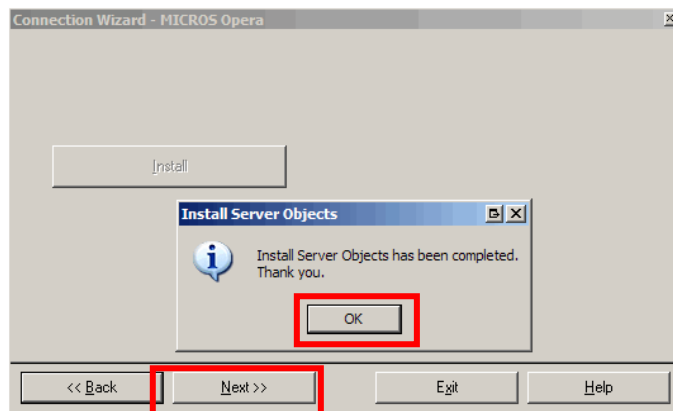 Connection Wizard - MICROS Opera
Install
Install Server Objects
Install Server Objects has been completed.
Thank you.
OK
<< Back
Next >>
Exit
Help